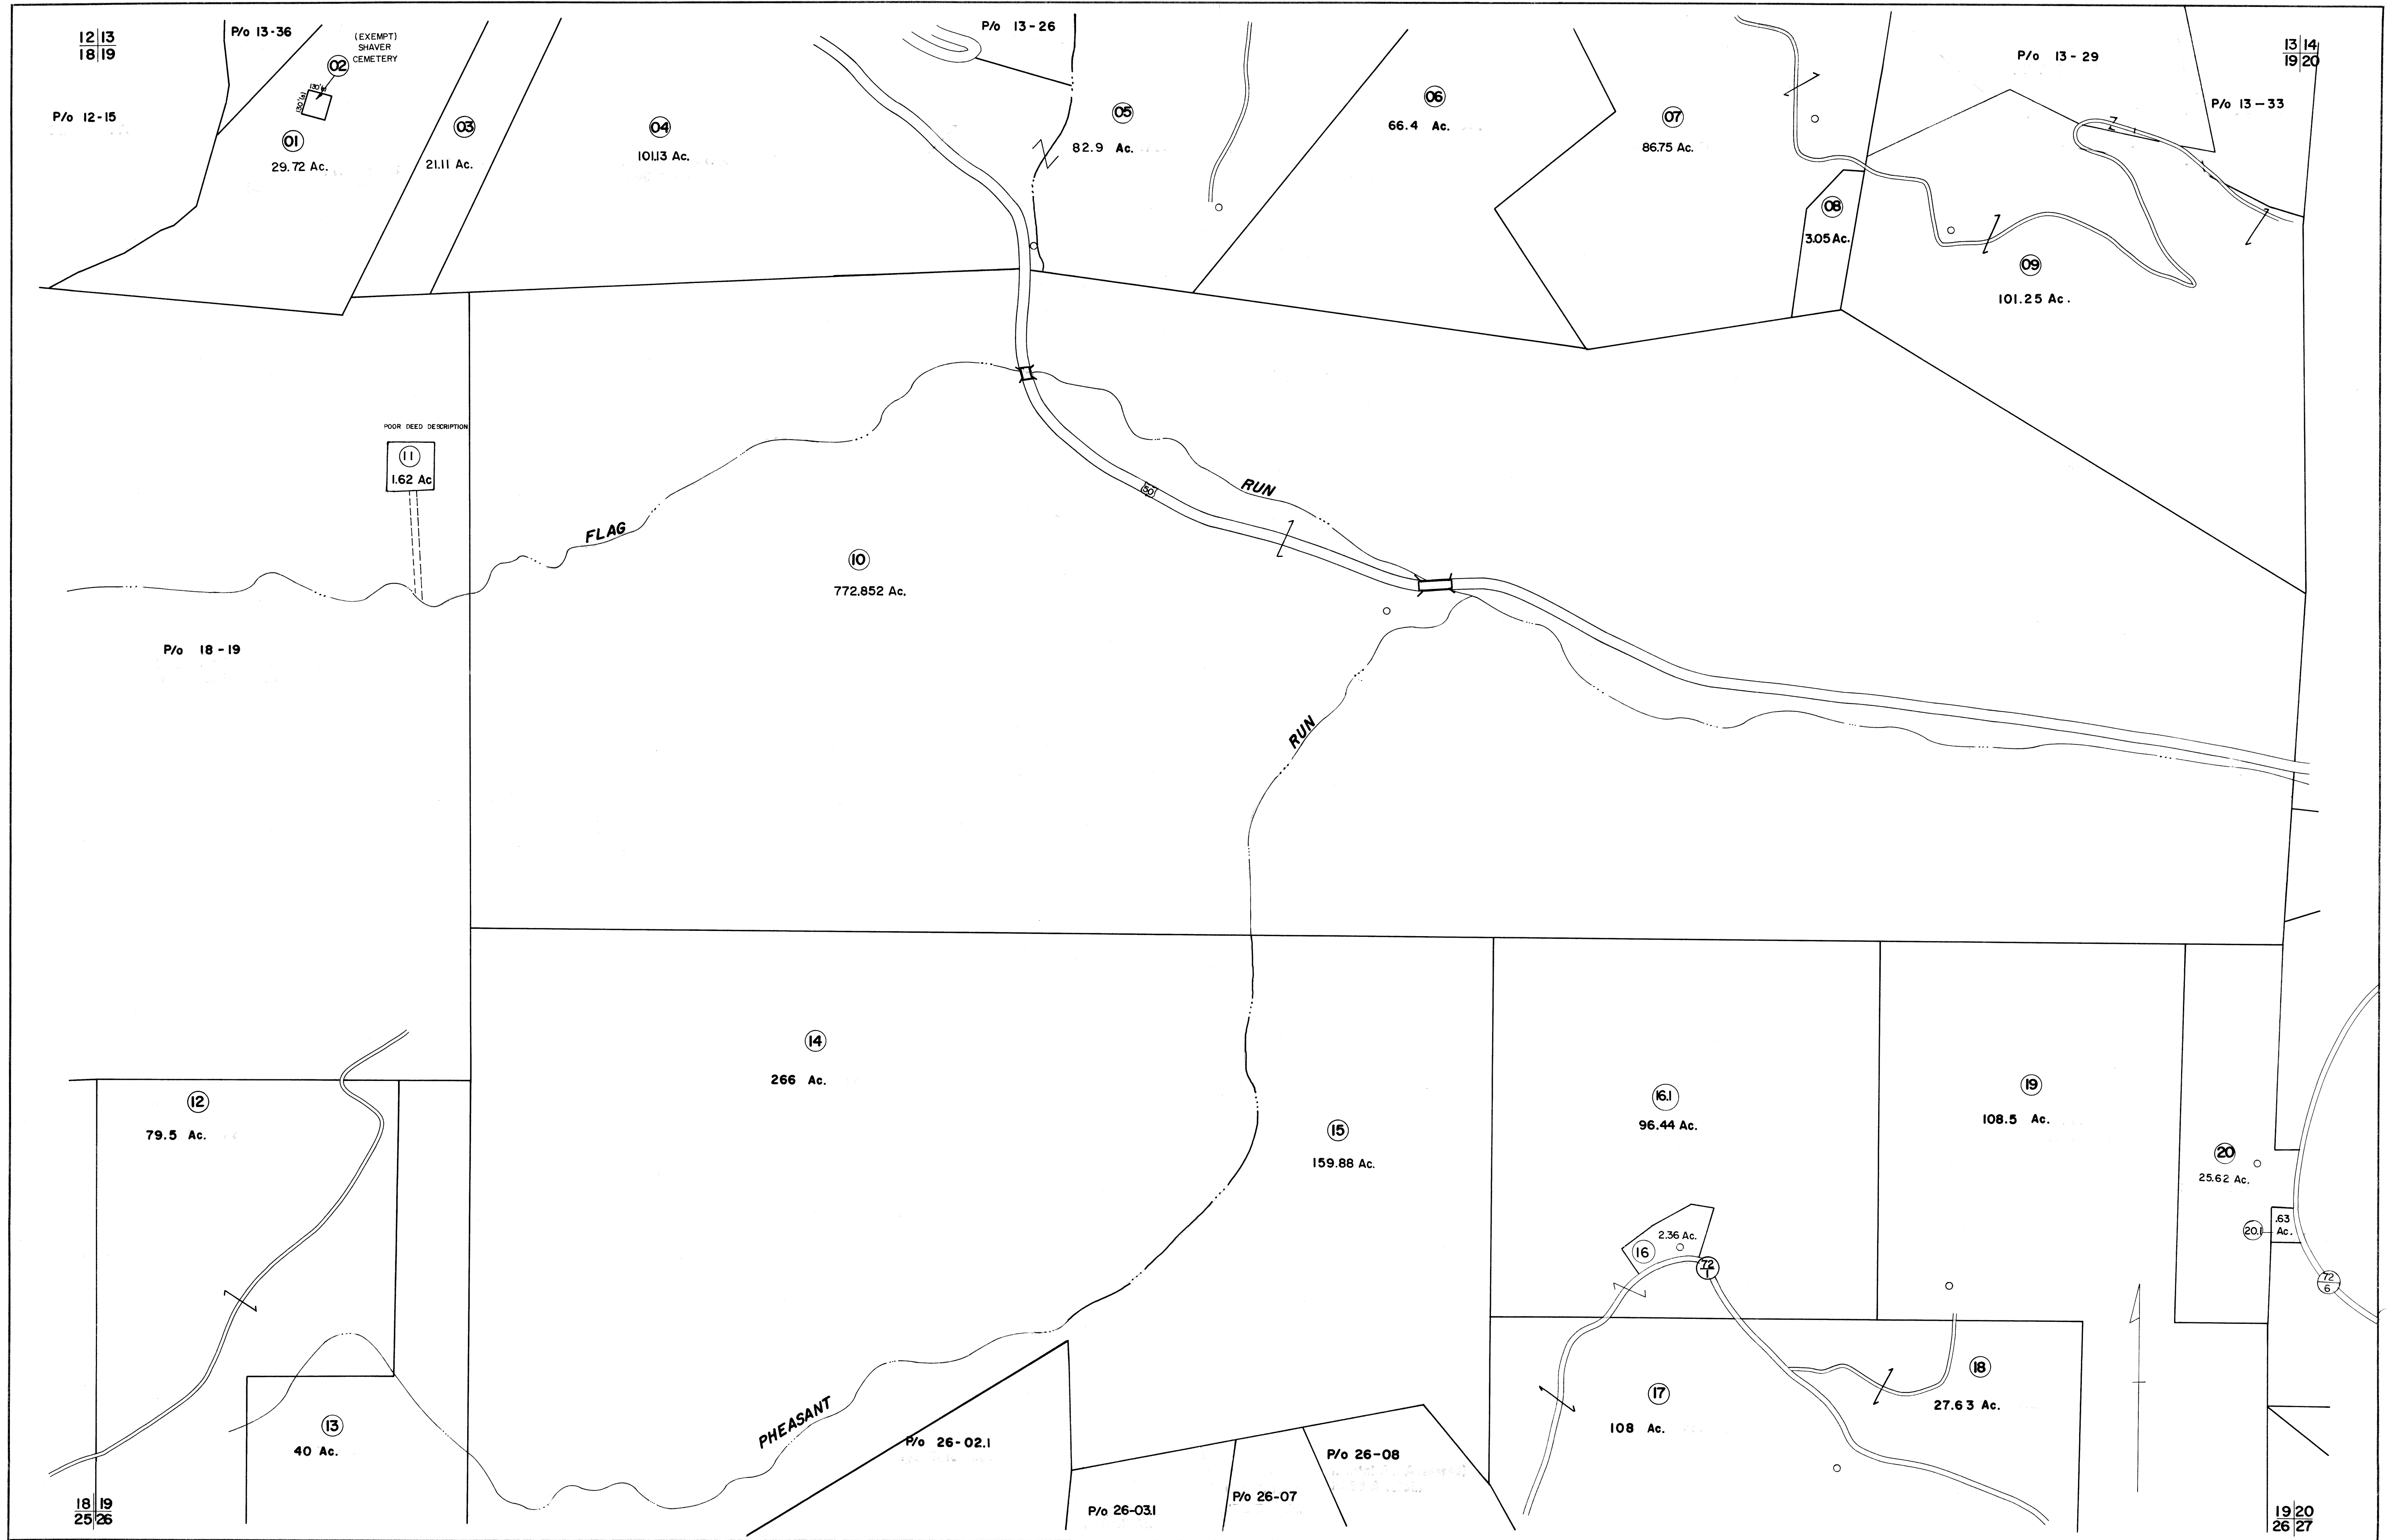 12 13
18 19
P/o 13-36
(EXEMPT)
SHAVER
CEMETERY
02
130'(s)
130'(s)
P/o 12-15
01
29.72 Ac.
03
21.11 Ac.
04
101.13 Ac.
P/o 13-26
05
82.9 Ac.
06
66.4 Ac.
07
86.75 Ac.
08
3.05 Ac.
P/o 13-29
13 14
19 20
P/o 13-33
09
101.25 Ac.
POOR DEED DESCRIPTION
11
1.62 Ac
FLAG
RUN
50
10
772.852 Ac.
P/o 18-19
RUN
12
79.5 Ac.
14
266 Ac.
15
159.88 Ac.
16.1
96.44 Ac.
19
108.5 Ac.
20
25.62 Ac.
20.1
.63
Ac.
16
2.36 Ac.
72
1
72
6
13
40 Ac.
PHEASANT
17
108 Ac.
18
27.63 Ac.
P/o 26-02.1
P/o 26-08
P/o 26-03.1
P/o 26-07
18 19
25 26
19 20
26 27